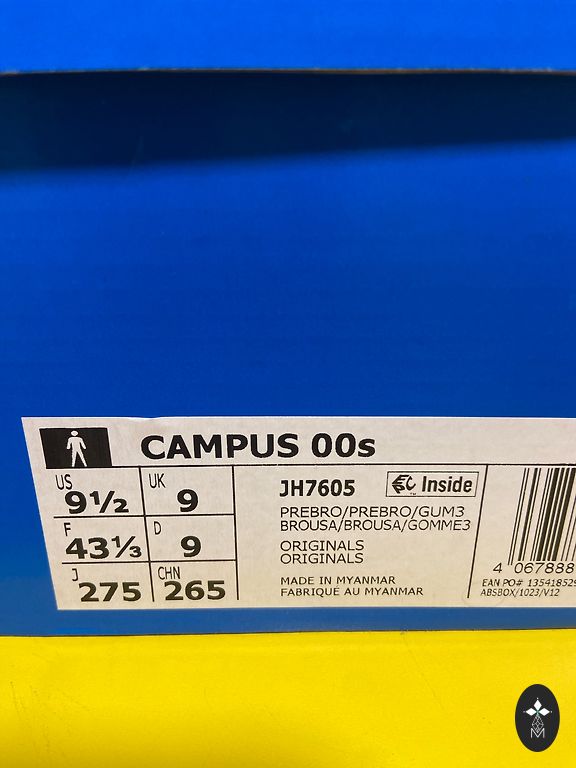 CAMPUS 00s
US
9½
UK
9
F
43⅓
D
9
J
275
CHN
265
JH7605
Inside
PREBRO/PREBRO/GUM3
BROUSA/BROUSA/GOMME3
ORIGINALS
ORIGINALS
MADE IN MYANMAR
FABRIQUÉ AU MYANMAR
4 067888
EAN PO# 13541852
ABSBOX/1023/V12